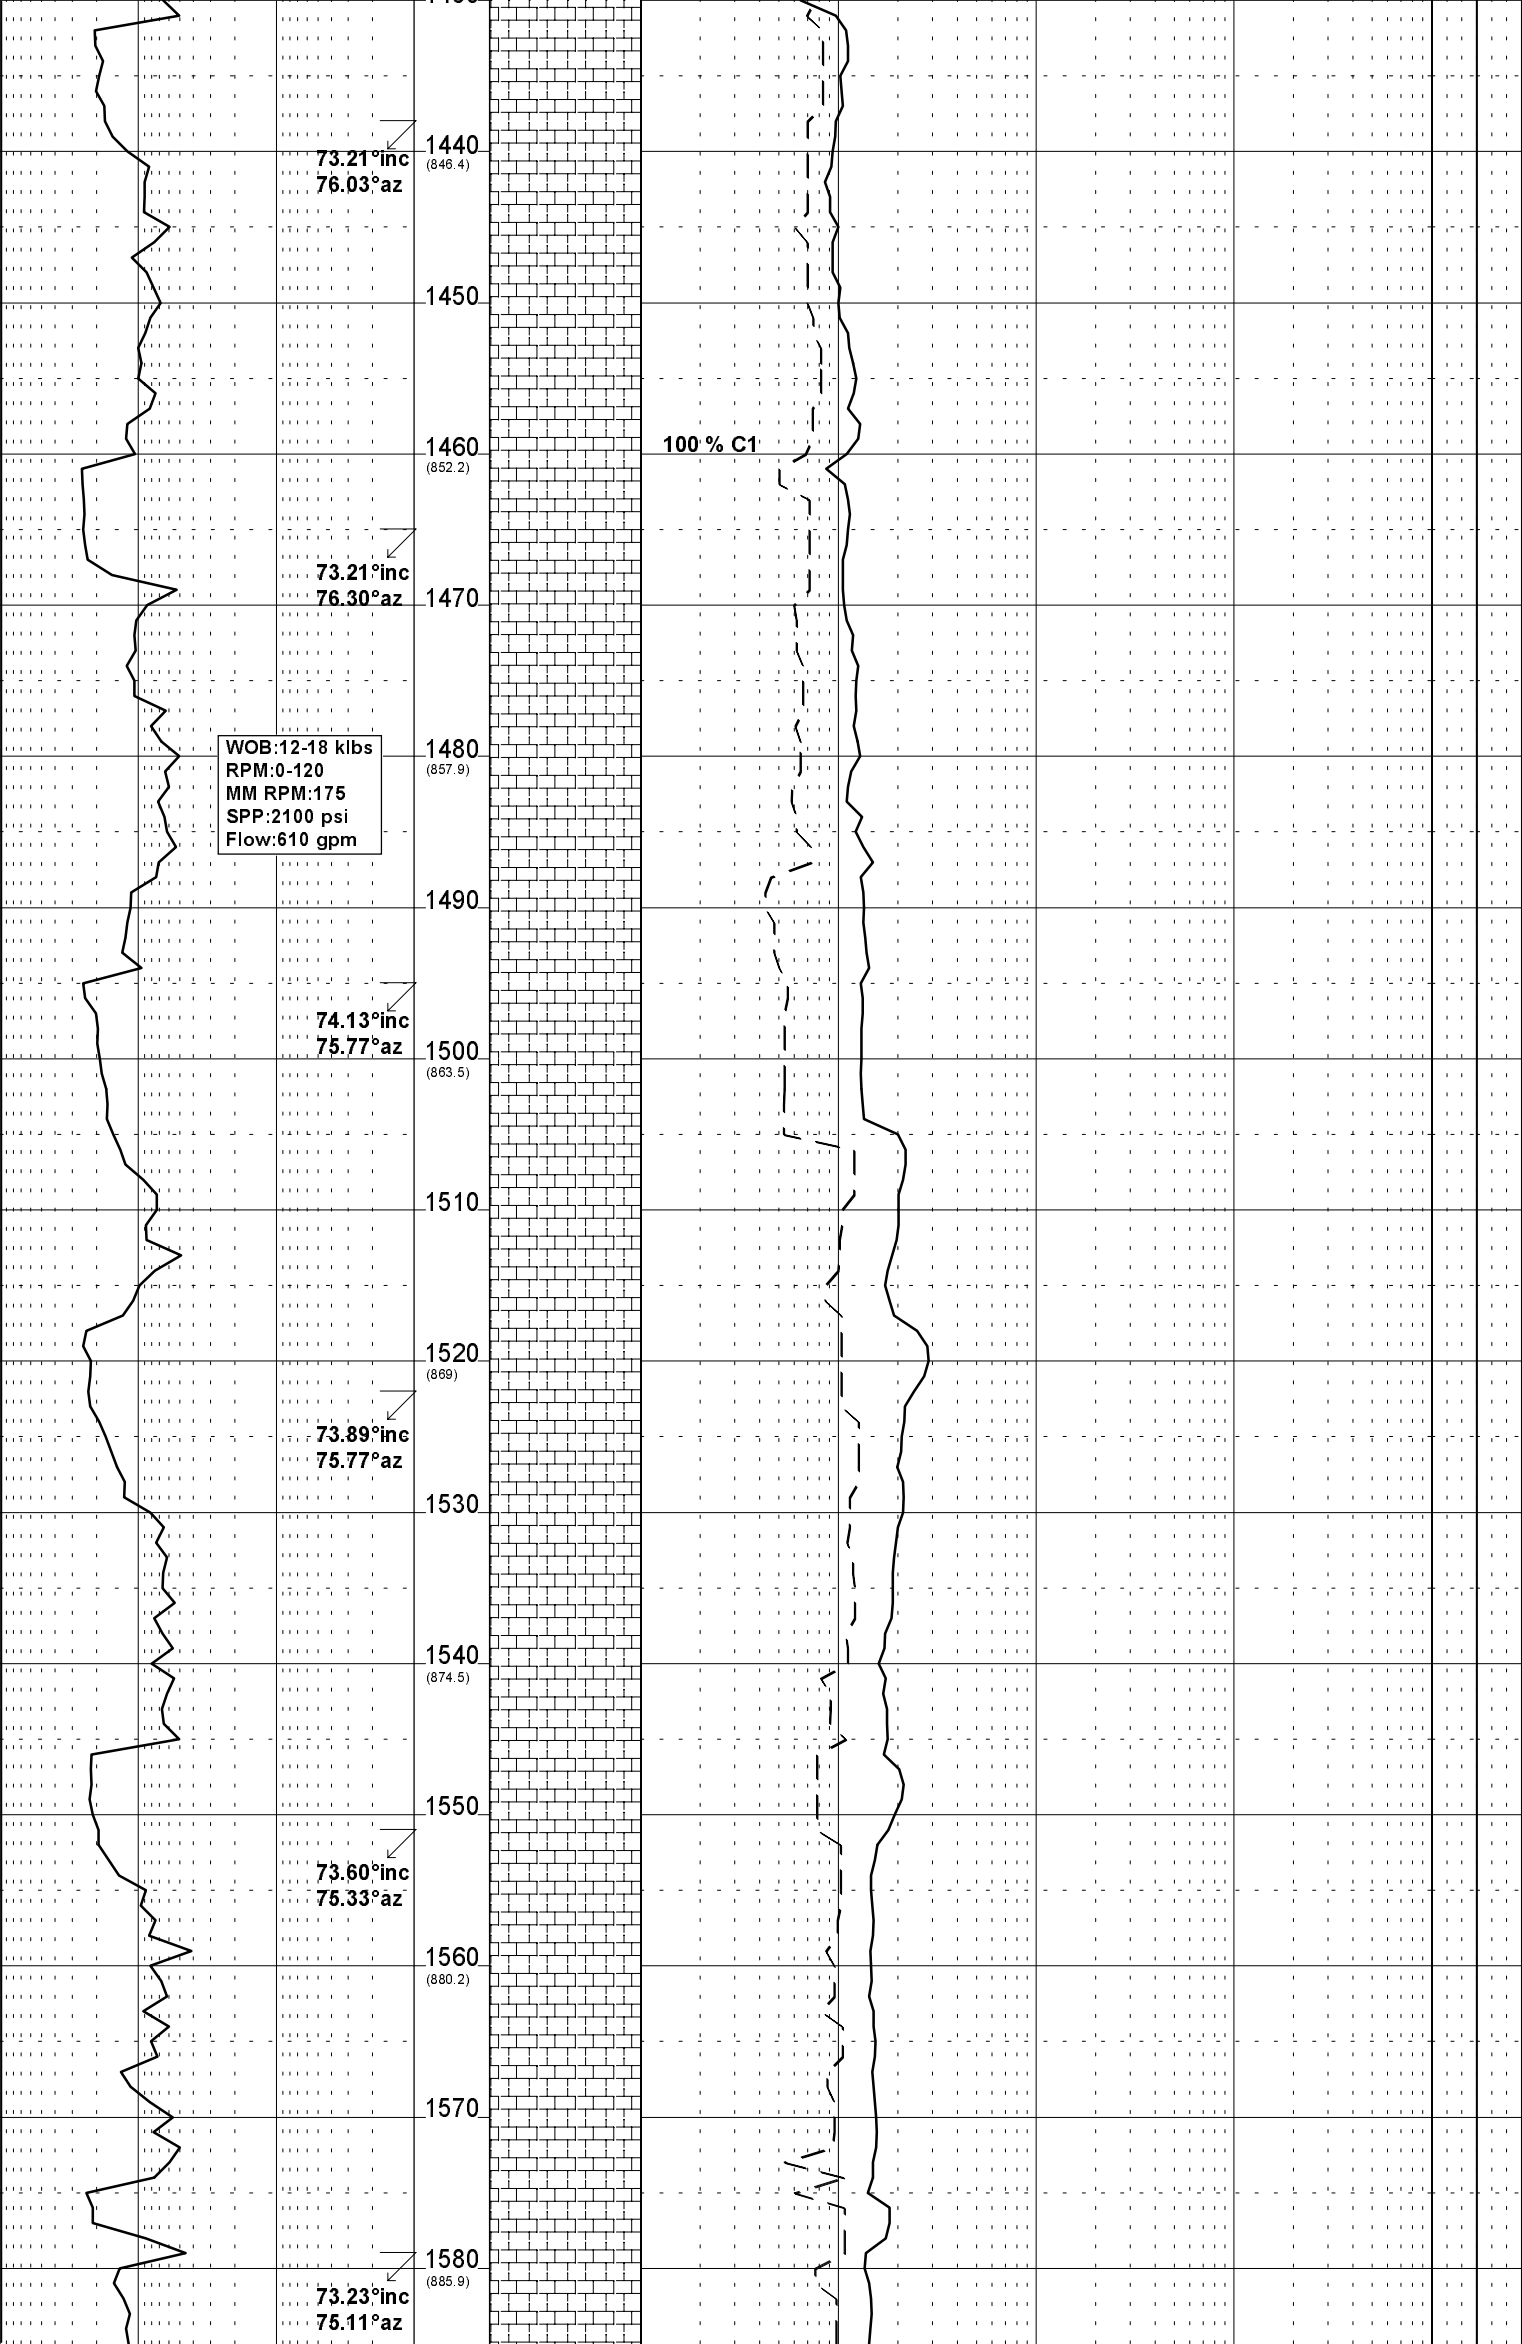 1440
(846.4)
73.21°inc
76.03°az
1450
1460
(852.2)
100 % C1
73.21°inc
76.30°az
1470
WOB:12-18 klbs
RPM:0-120
MM RPM:175
SPP:2100 psi
Flow:610 gpm
1480
(857.9)
1490
74.13°inc
75.77°az
1500
(863.5)
1510
1520
(869)
73.89°inc
75.77°az
1530
1540
(874.5)
1550
73.60°inc
75.33°az
1560
(880.2)
1570
1580
(885.9)
73.23°inc
75.11°az